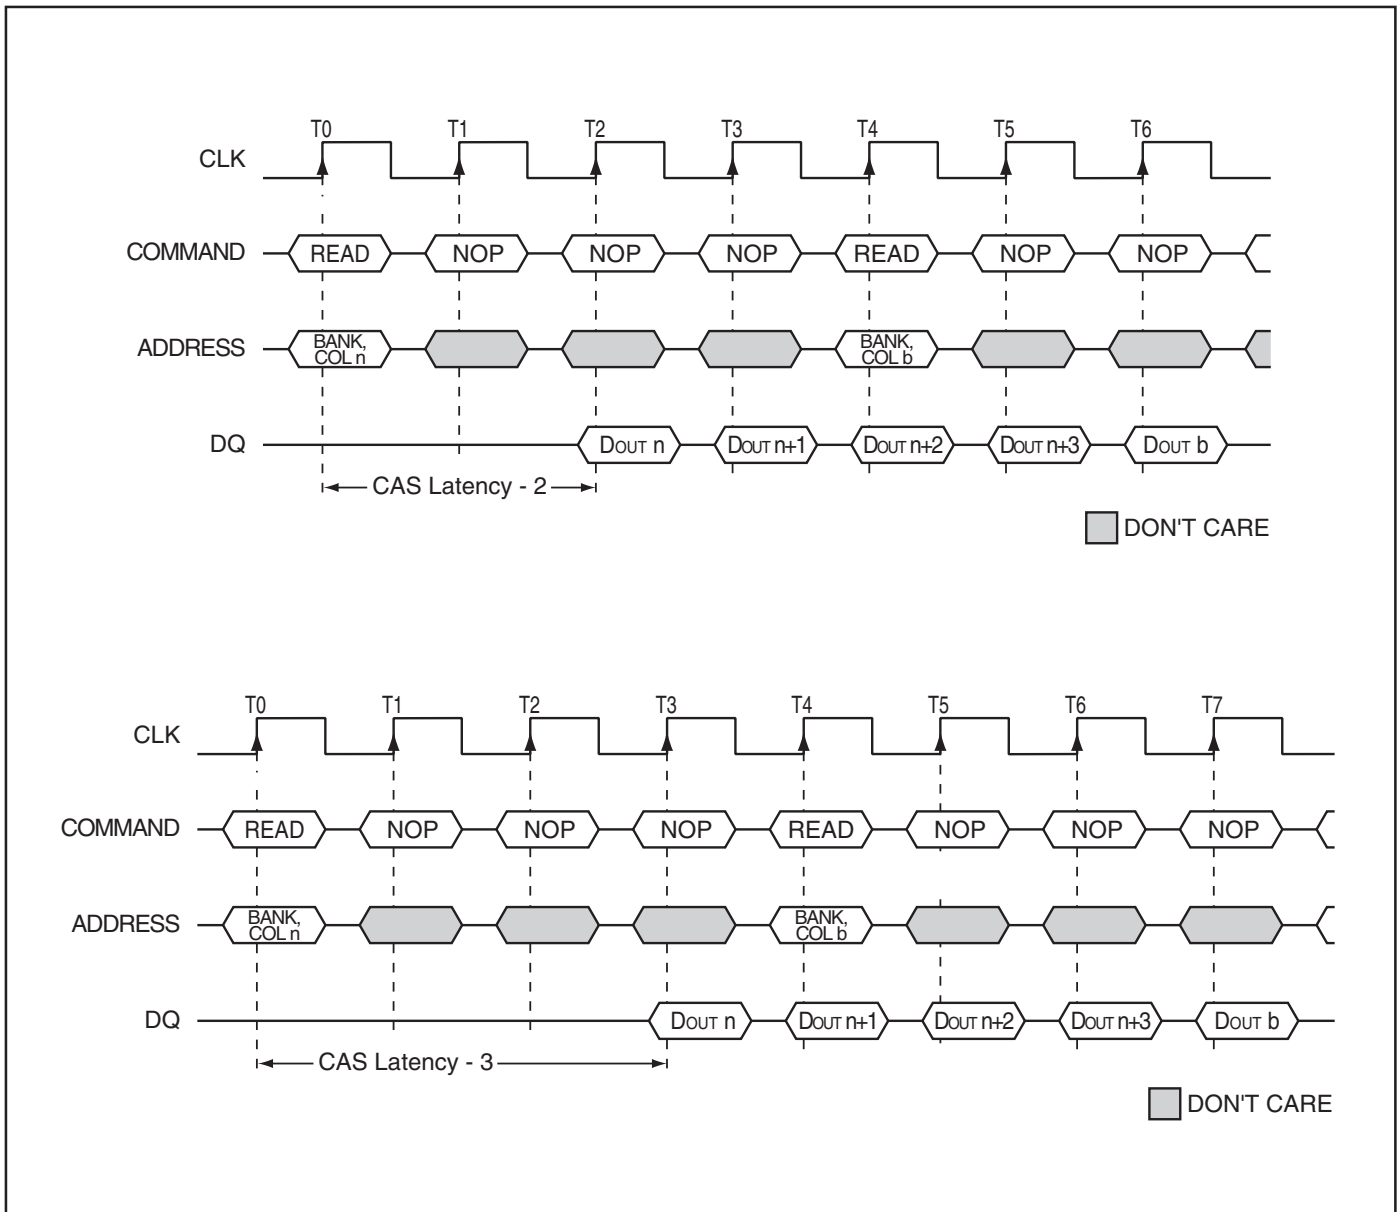 T0 T1 T2 T3 T4 T5 T6
CLK
COMMAND READ NOP NOP NOP READ NOP NOP
ADDRESS BANK, COL n BANK, COL b
DQ DOUT n DOUT n+1 DOUT n+2 DOUT n+3 DOUT b
CAS Latency - 2
DON'T CARE
T0 T1 T2 T3 T4 T5 T6 T7
CLK
COMMAND READ NOP NOP NOP READ NOP NOP NOP
ADDRESS BANK, COL n BANK, COL b
DQ DOUT n DOUT n+1 DOUT n+2 DOUT n+3 DOUT b
CAS Latency - 3
DON'T CARE